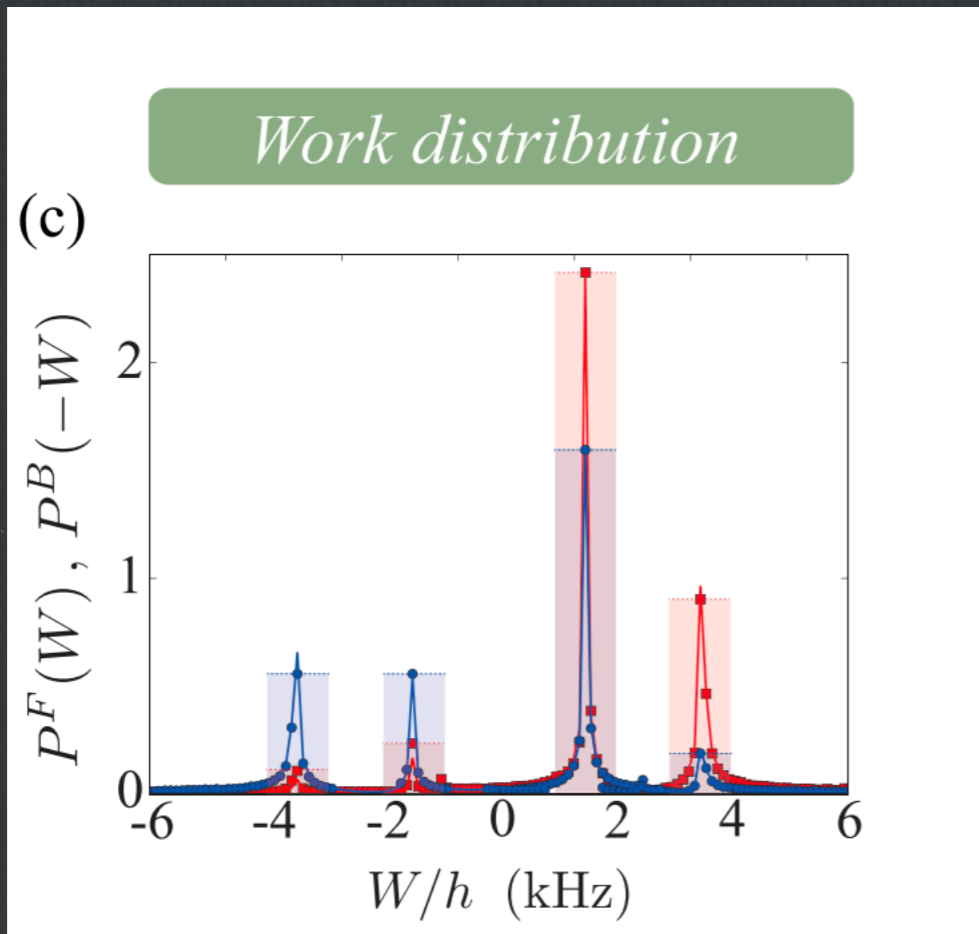 Work distribution
(c)
P^F(W), P^B(−W)
2
1
0
-6 -4 -2 0 2 4 6
W/h (kHz)